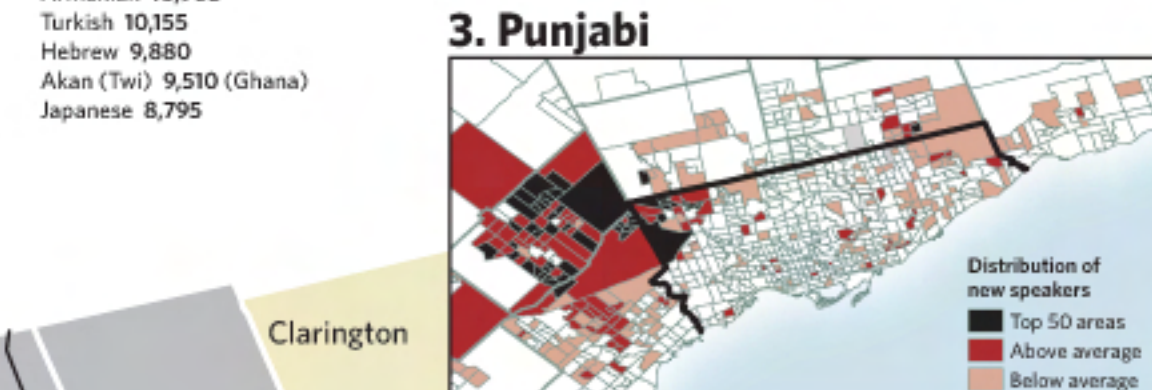 Turkish 10,155
Hebrew 9,880
Akan (Twi) 9,510 (Ghana)
Japanese 8,795
3. Punjabi
Clarington
Distribution of
new speakers
Top 50 areas
Above average
Below average